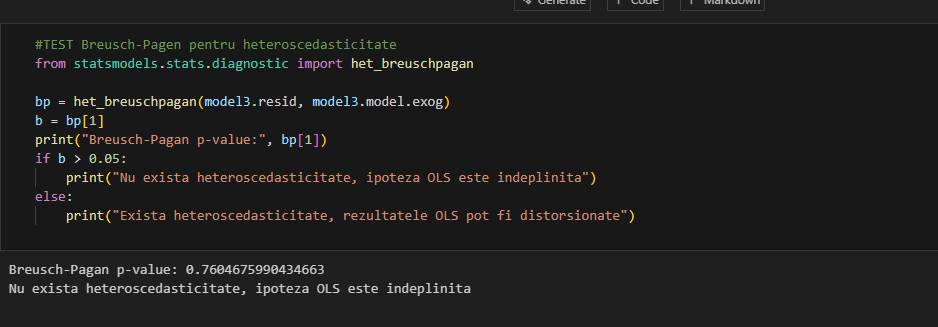 Generate Code Markdown
#TEST Breusch-Pagen pentru heteroscedasticitate
from statsmodels.stats.diagnostic import het_breuschpagan
bp = het_breuschpagan(model3.resid, model3.model.exog)
b = bp[1]
print("Breusch-Pagan p-value:", bp[1])
if b > 0.05:
print("Nu exista heteroscedasticitate, ipoteza OLS este indeplinita")
else:
print("Exista heteroscedasticitate, rezultatele OLS pot fi distorsionate")
Breusch-Pagan p-value: 0.7604675990434663
Nu exista heteroscedasticitate, ipoteza OLS este indeplinita